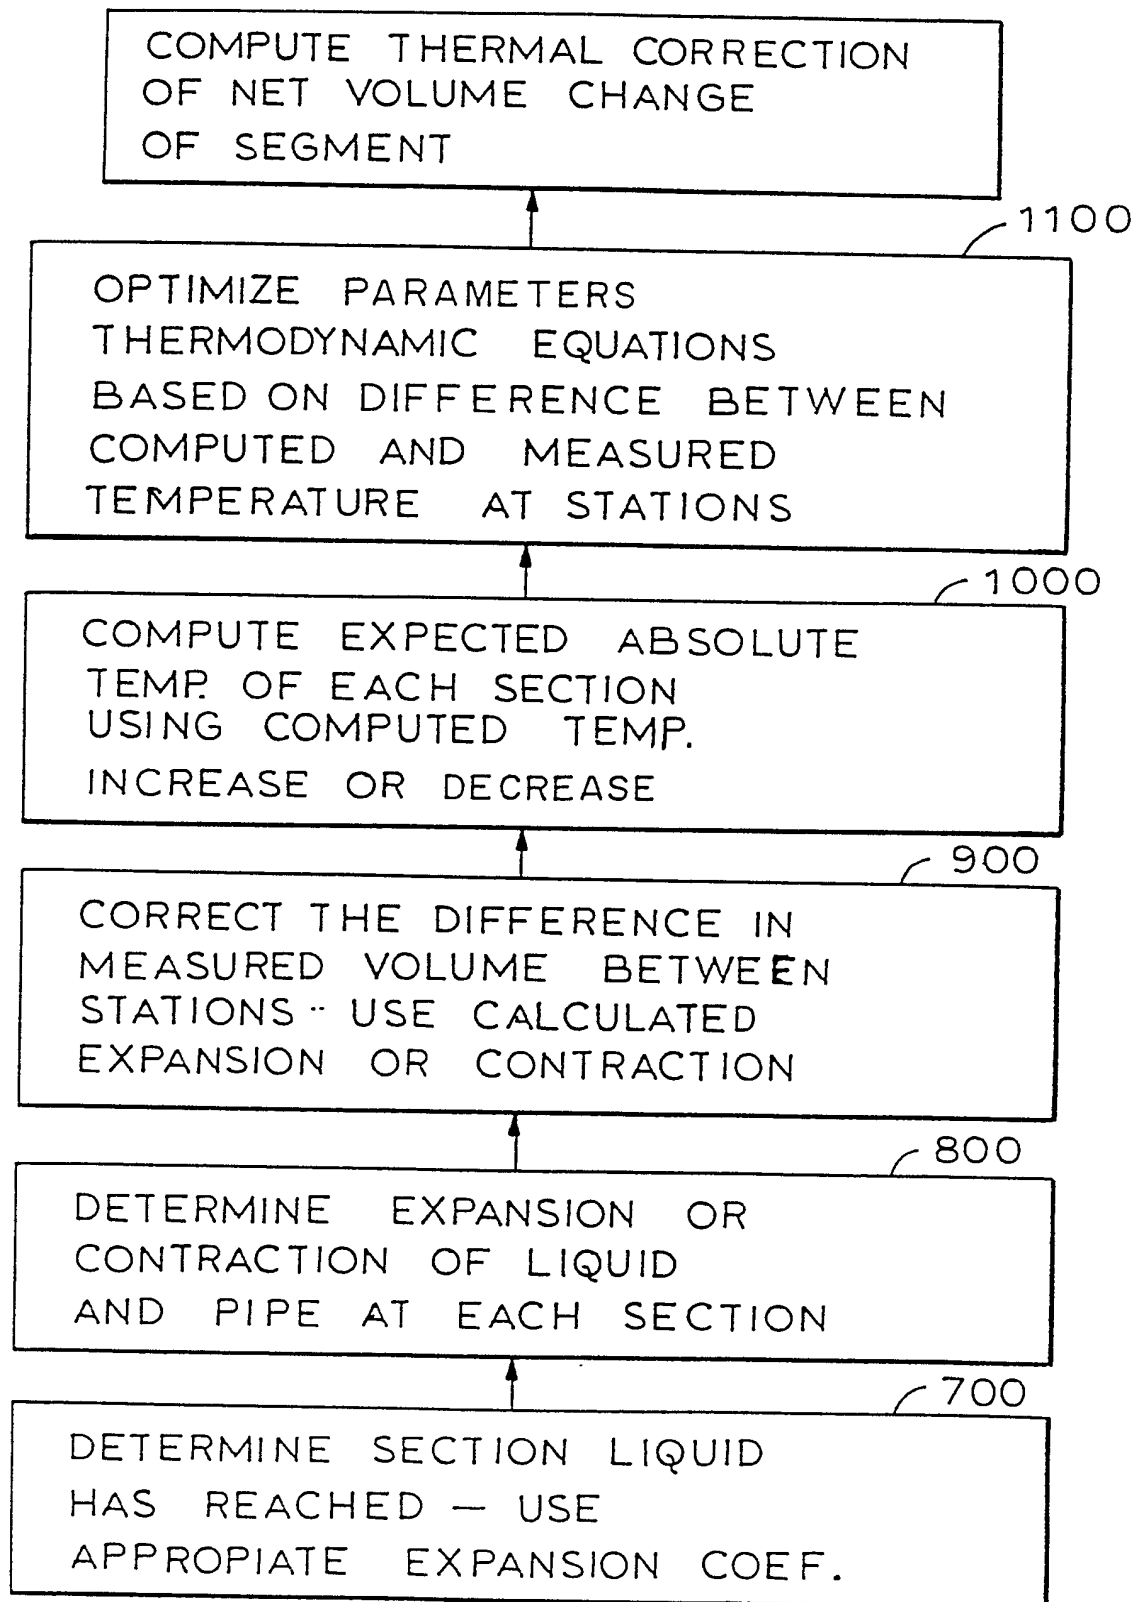 COMPUTE THERMAL CORRECTION
OF NET VOLUME CHANGE
OF SEGMENT
1100
OPTIMIZE PARAMETERS
THERMODYNAMIC EQUATIONS
BASED ON DIFFERENCE BETWEEN
COMPUTED AND MEASURED
TEMPERATURE AT STATIONS
1000
COMPUTE EXPECTED ABSOLUTE
TEMP. OF EACH SECTION
USING COMPUTED TEMP.
INCREASE OR DECREASE
900
CORRECT THE DIFFERENCE IN
MEASURED VOLUME BETWEEN
STATIONS -- USE CALCULATED
EXPANSION OR CONTRACTION
800
DETERMINE EXPANSION OR
CONTRACTION OF LIQUID
AND PIPE AT EACH SECTION
700
DETERMINE SECTION LIQUID
HAS REACHED — USE
APPROPIATE EXPANSION COEF.